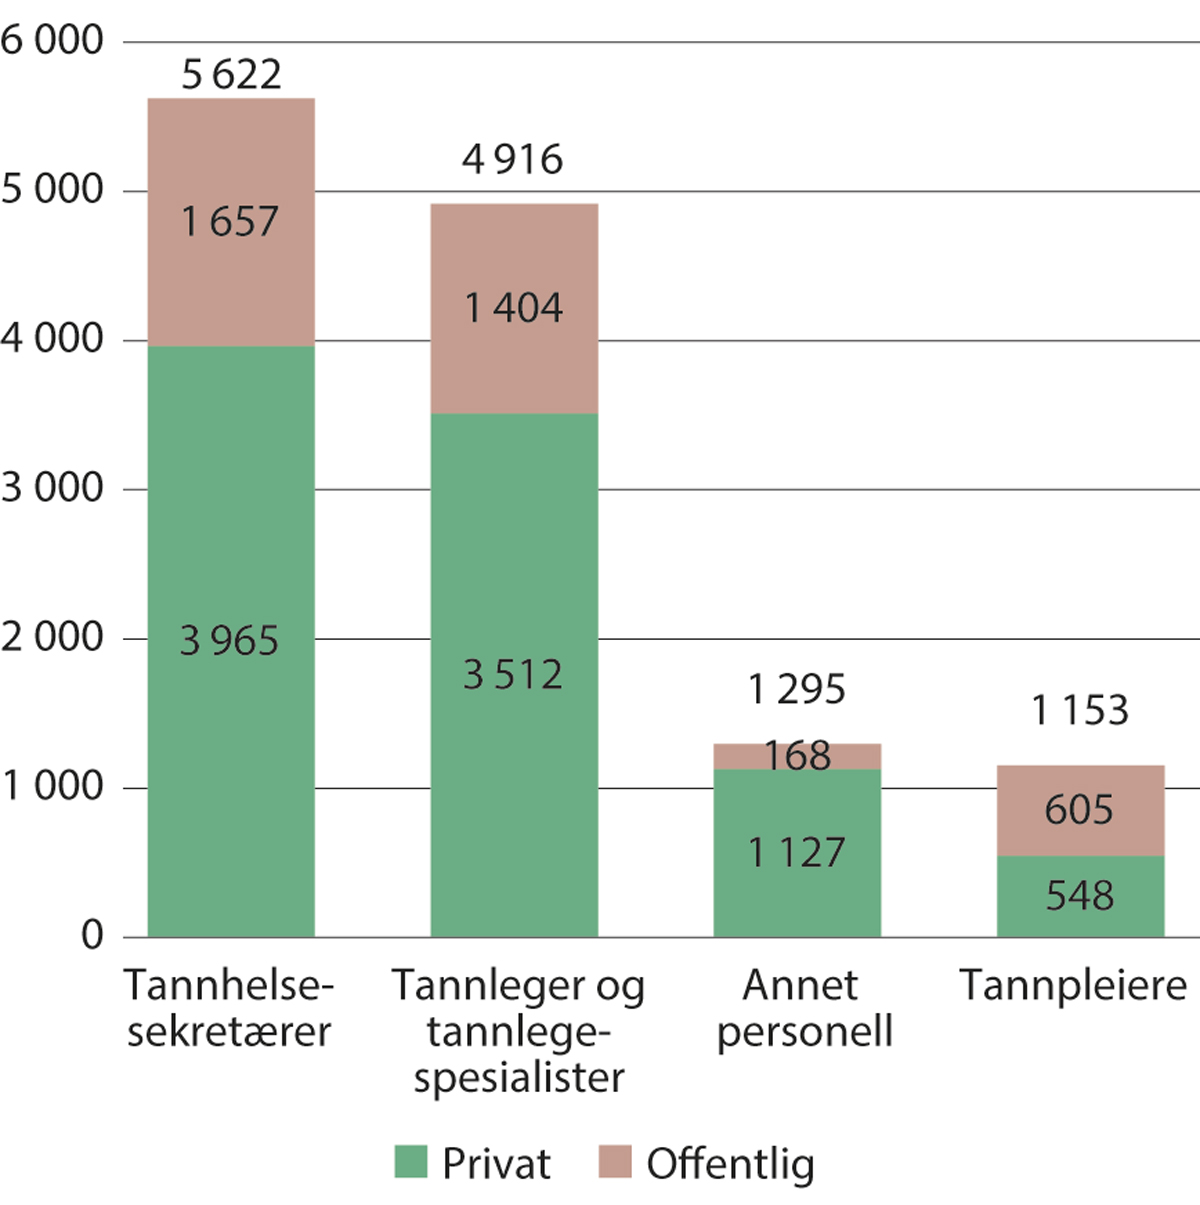 6 000
5 000
4 000
3 000
2 000
1 000
0
5 622
1 657
3 965
4 916
1 404
3 512
1 295
168
1 127
1 153
605
548
Tannhelse-
sekretærer
Tannleger og
tannlege-
spesialister
Annet
personell
Tannpleiere
Privat
Offentlig